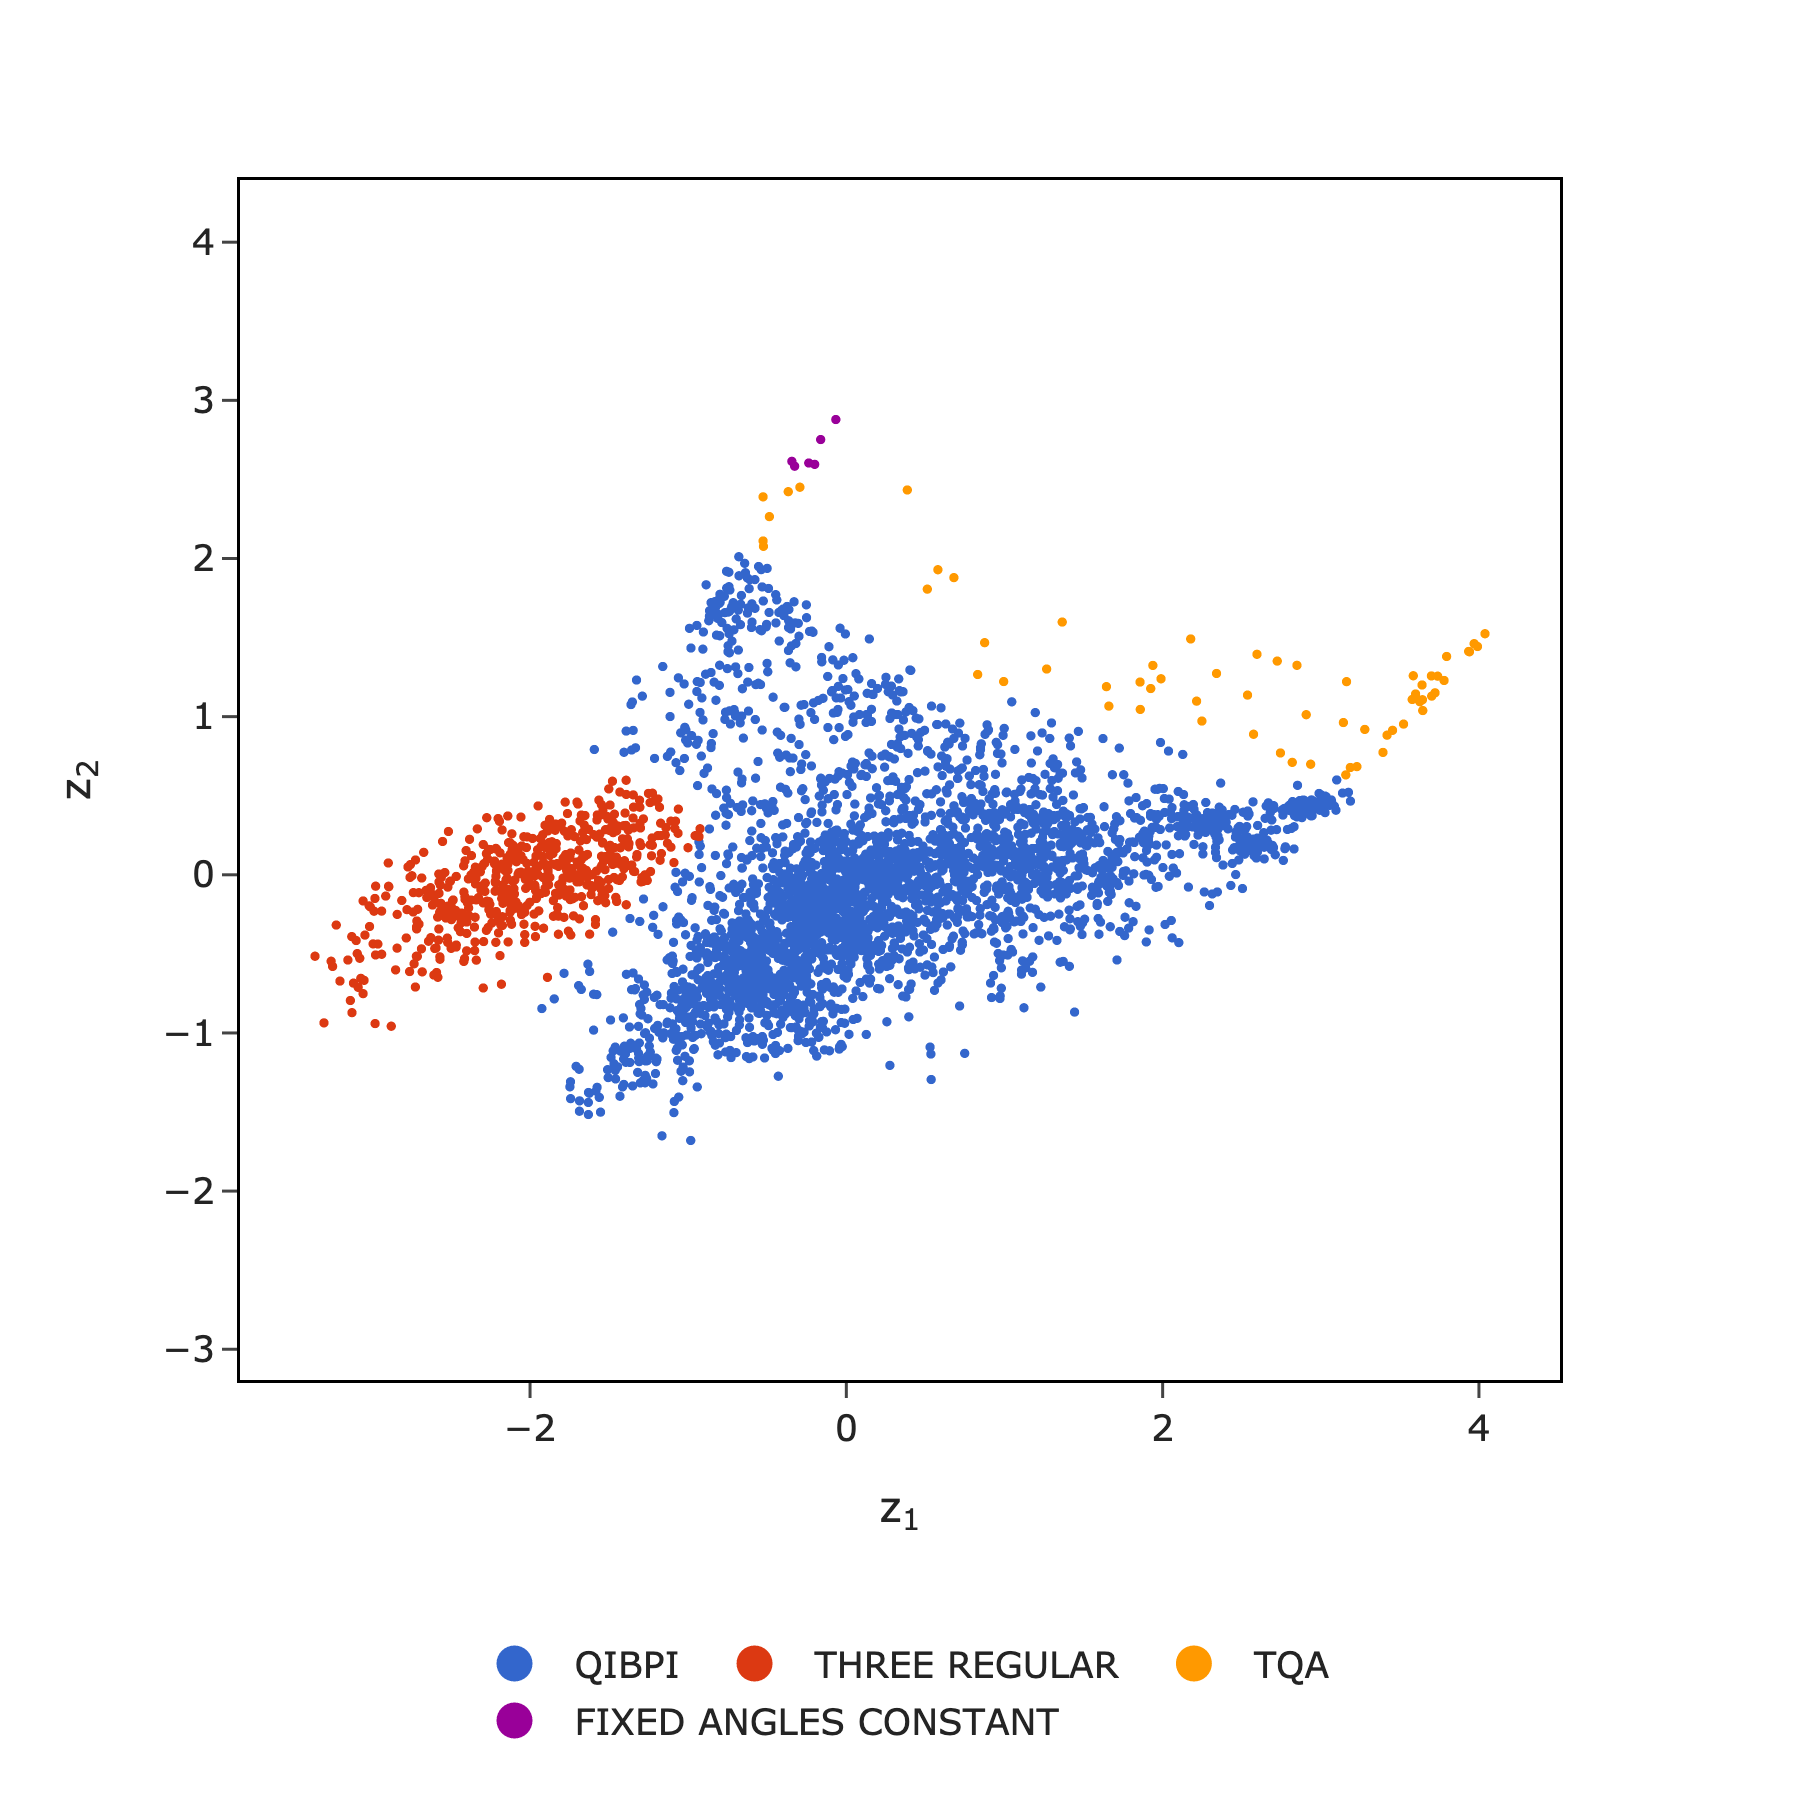 4
3
2
1
0
−1
−2
−3
z₂
−2 0 2 4
z₁
QIBPI THREE REGULAR TQA
FIXED ANGLES CONSTANT